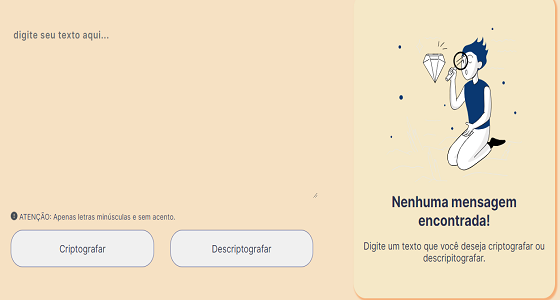 digite seu texto aqui...
ATENÇÃO: Apenas letras minúsculas e sem acento.
Criptografar
Descriptografar
Nenhuma mensagem
encontrada!
Digite um texto que você deseja criptografar ou
descripitografar.